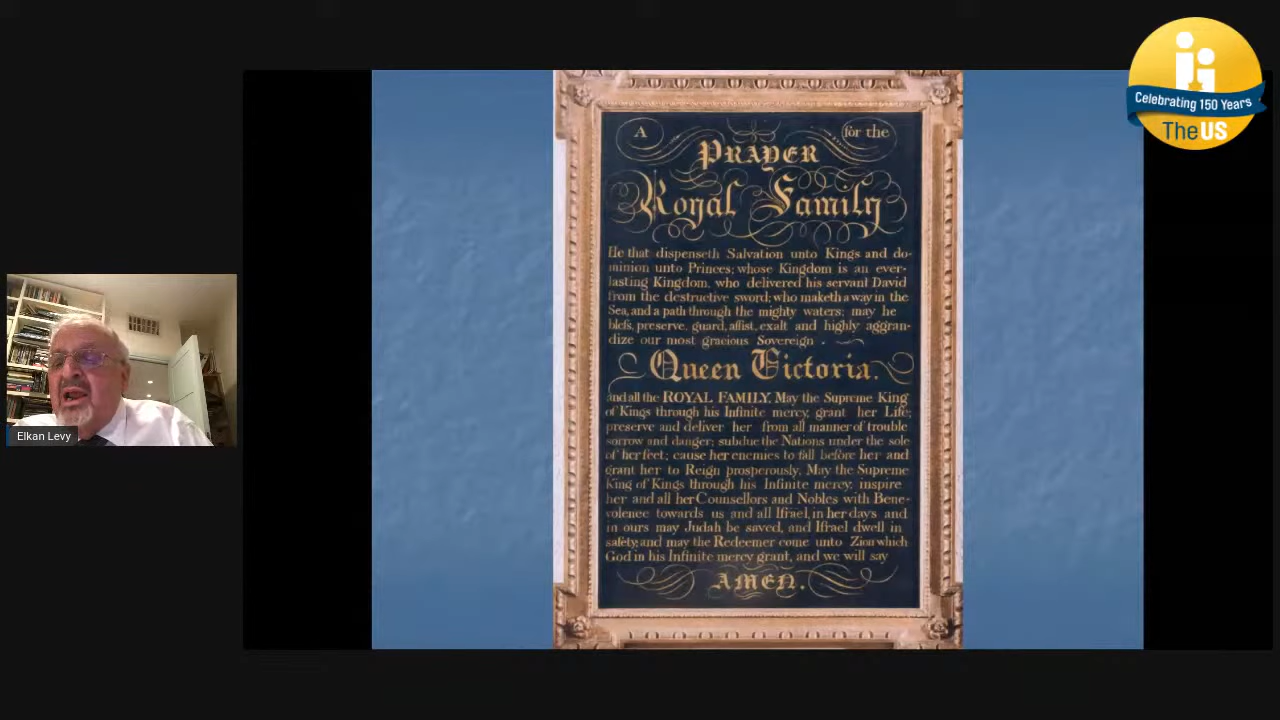 Celebrating 150 Years
The US
A
for the
PRAYER
Royal Family
He that dispenseth Salvation unto Kings and do-
minion unto Princes; whose Kingdom is an ever-
lasting Kingdom, who delivered his servant David
from the destructive sword; who maketh a way in the
Sea, and a path through the mighty waters; may he
bleſs, preserve, guard, aſſist, exalt and highly aggran-
dize our most gracious Sovereign .
Queen Victoria.
and all the ROYAL FAMILY. May the Supreme King
of Kings through his Infinite mercy, grant her Life;
preserve and deliver her from all manner of trouble
sorrow and danger; subdue the Nations under the sole
of her feet; cause her enemies to fall before her and
grant her to Reign prosperously. May the Supreme
King of Kings through his Infinite mercy, inspire
her and all her Counsellors and Nobles with Bene-
volence towards us and all Iſrael, in her days and
in ours may Judah be saved, and Iſrael dwell in
safety, and may the Redeemer come unto Zion which
God in his Infinite mercy grant, and we will say
AMEN.
Elkan Levy